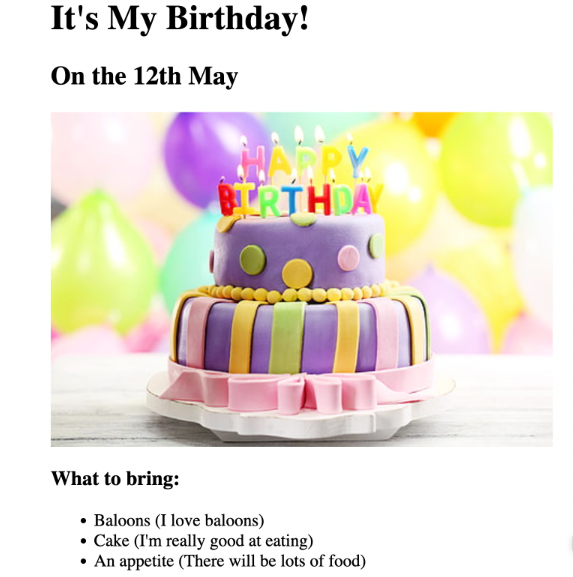 It's My Birthday!
On the 12th May
HAPPY
BIRTHDAY
What to bring:
Baloons (I love baloons)
Cake (I'm really good at eating)
An appetite (There will be lots of food)